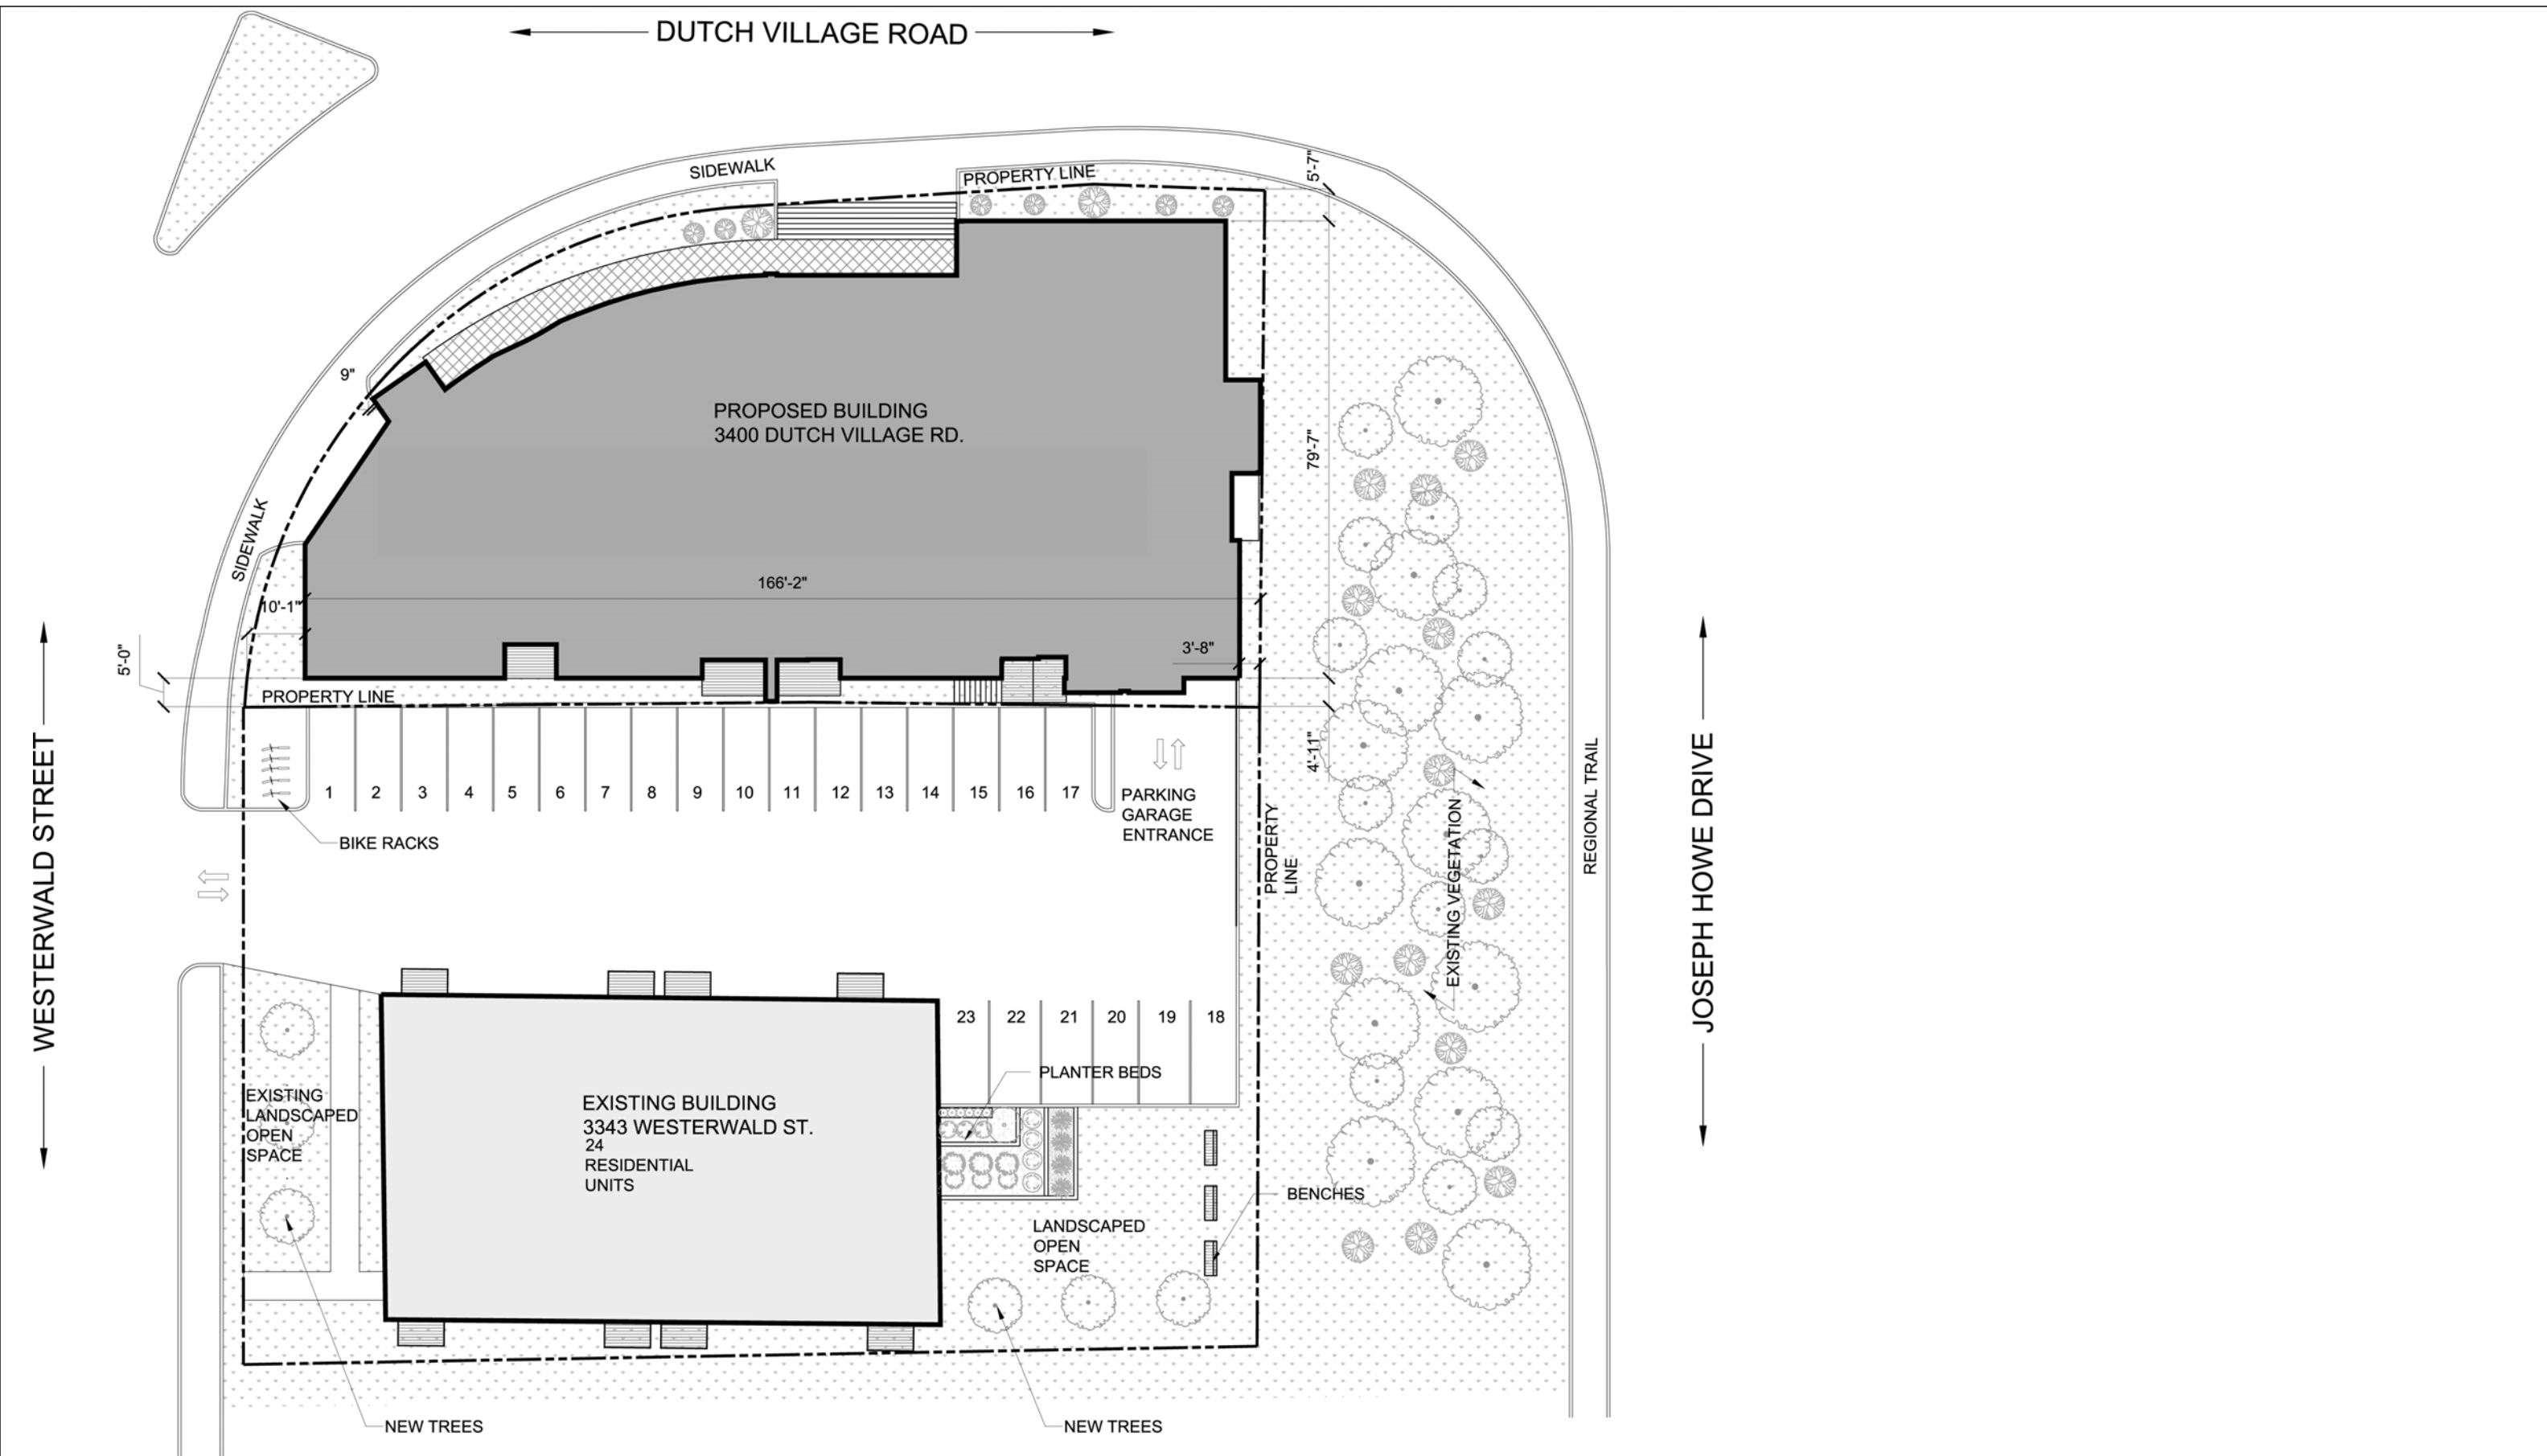 DUTCH VILLAGE ROAD
SIDEWALK
PROPERTY LINE
5'-7"
9"
PROPOSED BUILDING
3400 DUTCH VILLAGE RD.
79'-7"
SIDEWALK
166'-2"
10'-1"
3'-8"
5'-0"
PROPERTY LINE
4'-11"
1 2 3 4 5 6 7 8 9 10 11 12 13 14 15 16 17
PARKING
GARAGE
ENTRANCE
BIKE RACKS
PROPERTY
LINE
EXISTING VEGETATION
REGIONAL TRAIL
WESTERWALD STREET
JOSEPH HOWE DRIVE
23 22 21 20 19 18
PLANTER BEDS
EXISTING
LANDSCAPED
OPEN
SPACE
EXISTING BUILDING
3343 WESTERWALD ST.
24
RESIDENTIAL
UNITS
BENCHES
LANDSCAPED
OPEN
SPACE
NEW TREES
NEW TREES